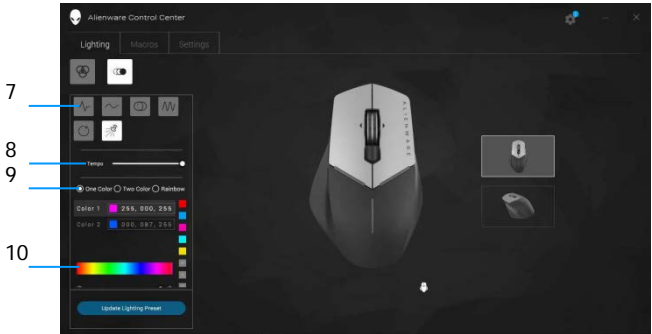 Alienware Control Center
Lighting Macros Settings
7
8
Tempo
9
One Color Two Color Rainbow
Color 1 255, 000, 255
Color 2 000, 087, 255
10
Update Lighting Preset
ALIENWARE